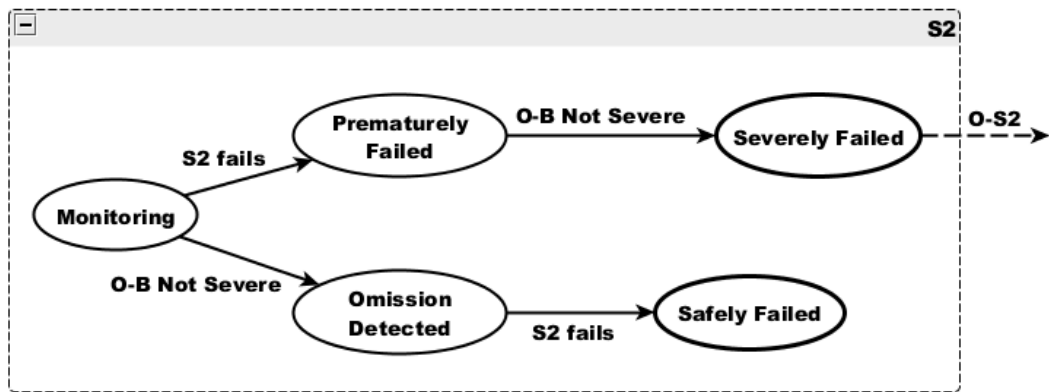 S2
Prematurely
Failed
O-B Not Severe
Severely Failed
O-S2
S2 fails
Monitoring
O-B Not Severe
Omission
Detected
S2 fails
Safely Failed